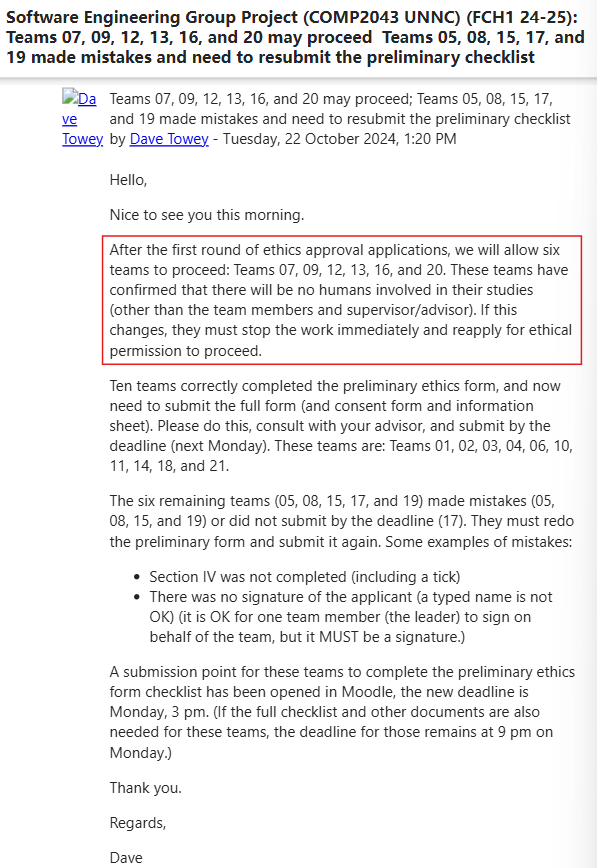 Software Engineering Group Project (COMP2043 UNNC) (FCH1 24-25):
Teams 07, 09, 12, 13, 16, and 20 may proceed  Teams 05, 08, 15, 17, and
19 made mistakes and need to resubmit the preliminary checklist
Da
ve
Towey
Teams 07, 09, 12, 13, 16, and 20 may proceed; Teams 05, 08, 15, 17,
and 19 made mistakes and need to resubmit the preliminary checklist
by Dave Towey - Tuesday, 22 October 2024, 1:20 PM
Hello,
Nice to see you this morning.
After the first round of ethics approval applications, we will allow six
teams to proceed: Teams 07, 09, 12, 13, 16, and 20. These teams have
confirmed that there will be no humans involved in their studies
(other than the team members and supervisor/advisor). If this
changes, they must stop the work immediately and reapply for ethical
permission to proceed.
Ten teams correctly completed the preliminary ethics form, and now
need to submit the full form (and consent form and information
sheet). Please do this, consult with your advisor, and submit by the
deadline (next Monday). These teams are: Teams 01, 02, 03, 04, 06, 10,
11, 14, 18, and 21.
The six remaining teams (05, 08, 15, 17, and 19) made mistakes (05,
08, 15, and 19) or did not submit by the deadline (17). They must redo
the preliminary form and submit it again. Some examples of mistakes:
• Section IV was not completed (including a tick)
• There was no signature of the applicant (a typed name is not
OK) (it is OK for one team member (the leader) to sign on
behalf of the team, but it MUST be a signature.)
A submission point for these teams to complete the preliminary ethics
form checklist has been opened in Moodle, the new deadline is
Monday, 3 pm. (If the full checklist and other documents are also
needed for these teams, the deadline for those remains at 9 pm on
Monday.)
Thank you.
Regards,
Dave